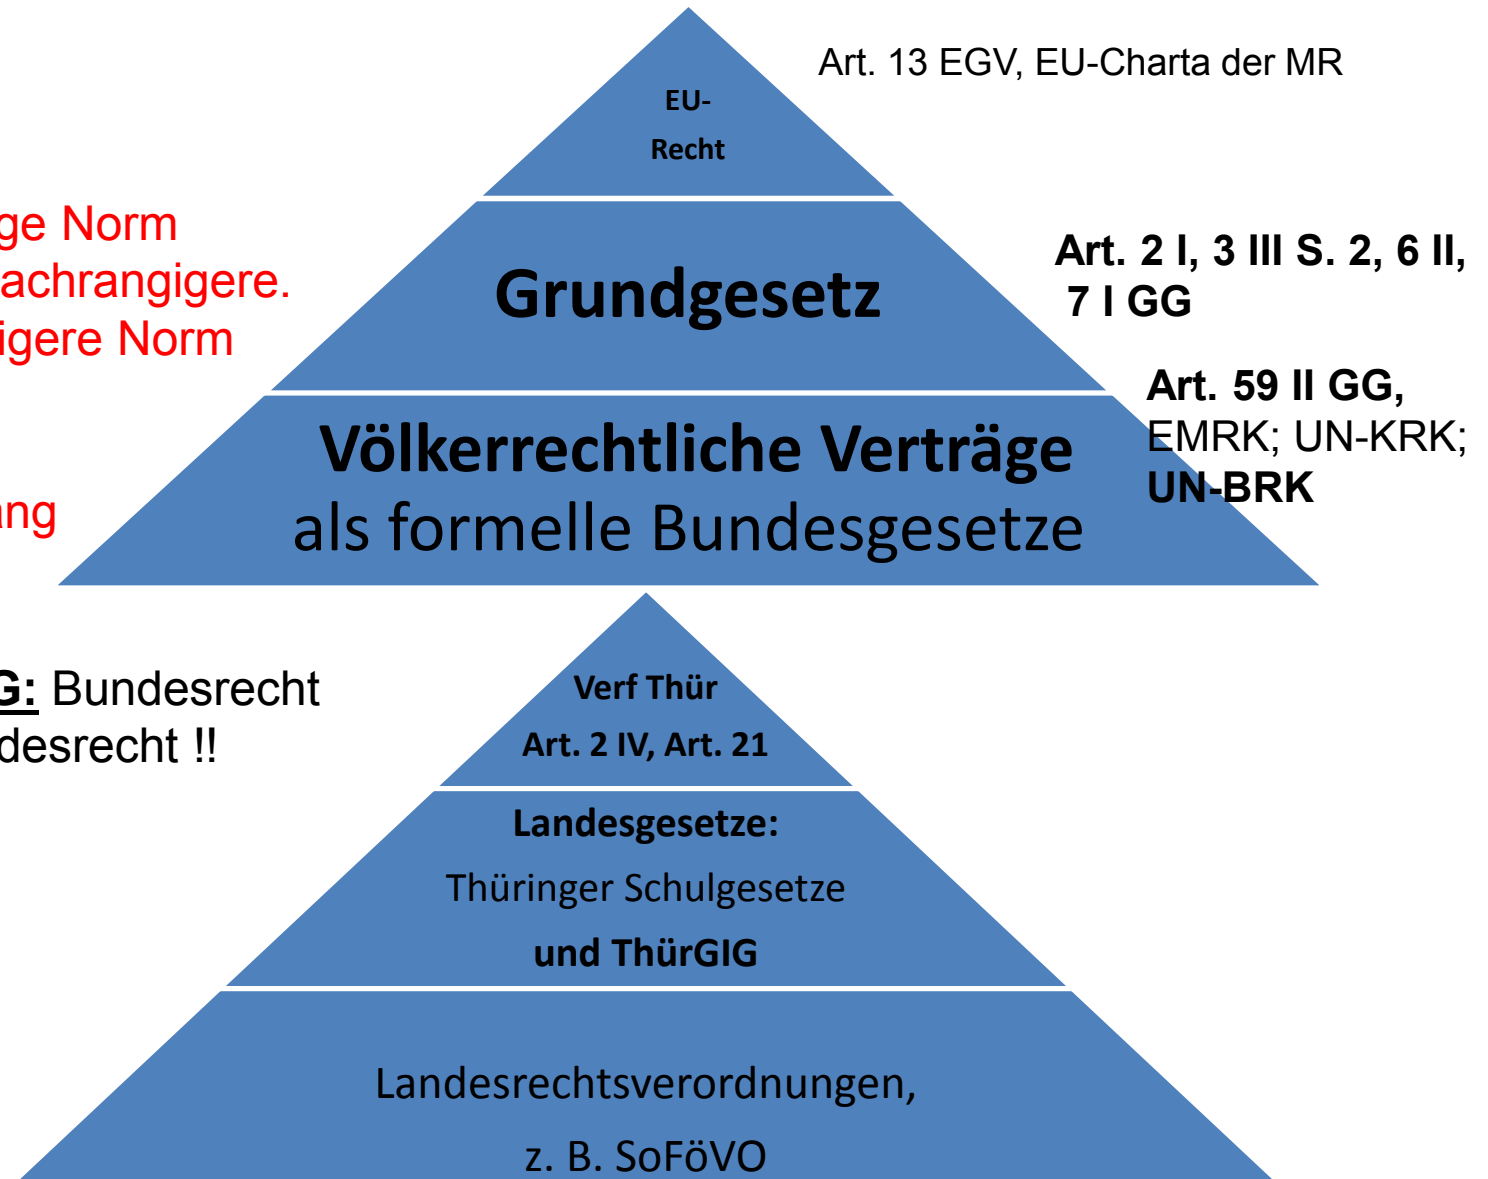 Art. 13 EGV, EU-Charta der MR
EU-
Recht
ge Norm
achrangigere.
igere Norm
Grundgesetz
Art. 2 I, 3 III S. 2, 6 II,
7 I GG
Art. 59 II GG,
EMRK; UN-KRK;
UN-BRK
Völkerrechtliche Verträge
als formelle Bundesgesetze
ang
G: Bundesrecht
desrecht !!
Verf Thür
Art. 2 IV, Art. 21
Landesgesetze:
Thüringer Schulgesetze
und ThürGIG
Landesrechtsverordnungen,
z. B. SoFöVO